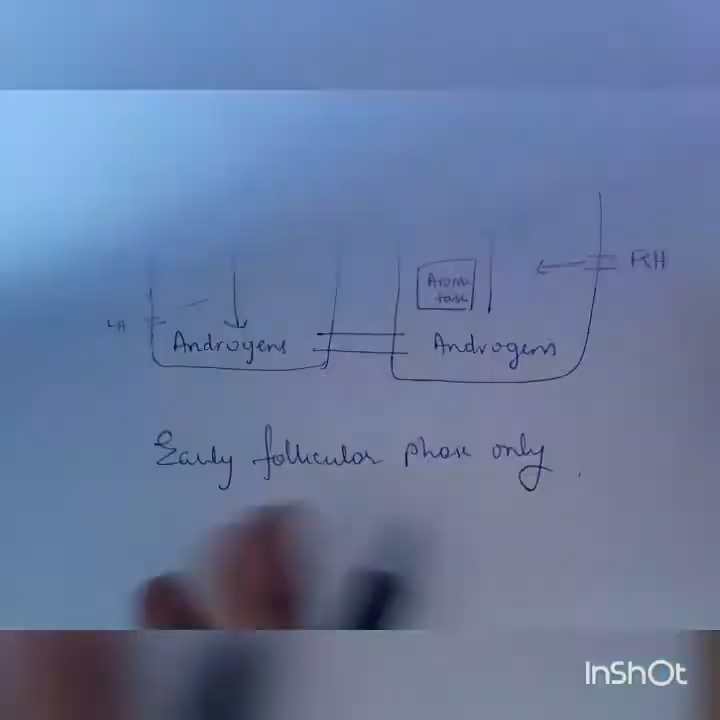 FSH
Aroma
tase
LH
Androgens
Androgens
Early follicular phase only.
InShOt